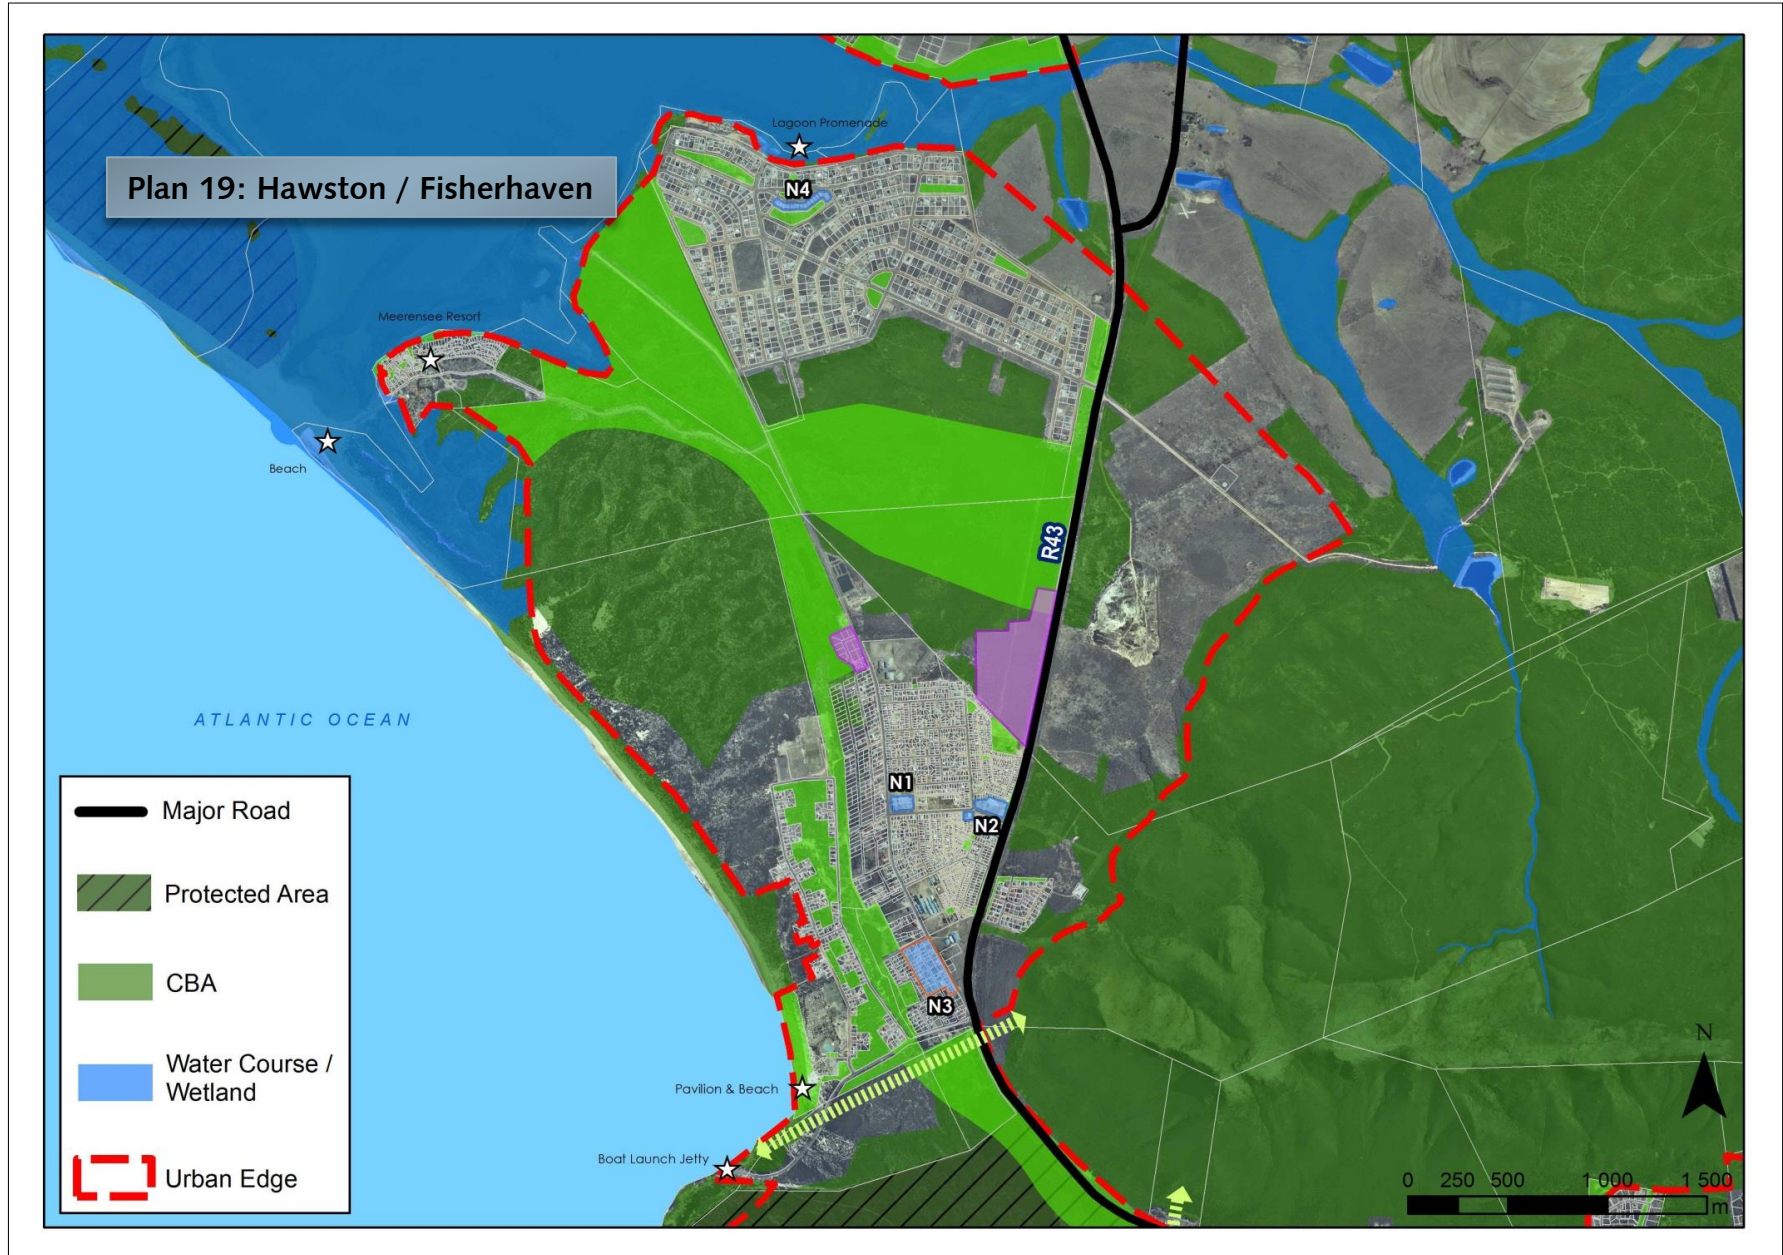 Lagoon Promenade
Plan 19: Hawston / Fisherhaven
N4
Meerensee Resort
Beach
R43
ATLANTIC OCEAN
N1
N2
N3
Pavilion & Beach
Boat Launch Jetty
Major Road
Protected Area
CBA
Water Course /
Wetland
Urban Edge
N
0 250 500 1 000 1 500
m